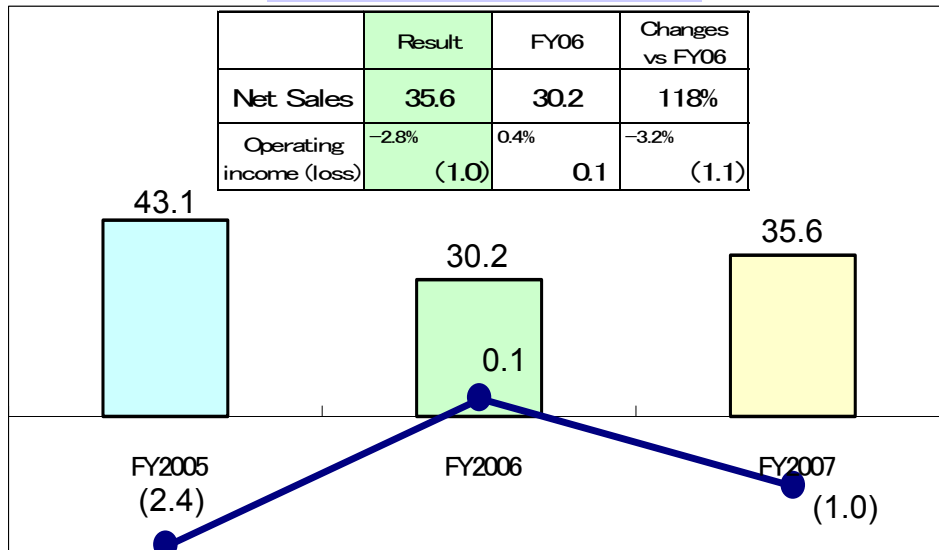 Result FY06 Changes vs FY06
Net Sales 35.6 30.2 118%
Operating income (loss) −2.8% (1.0) 0.4% 0.1 −3.2% (1.1)
43.1
30.2
35.6
0.1
FY2005 FY2006 FY2007
(2.4)
(1.0)